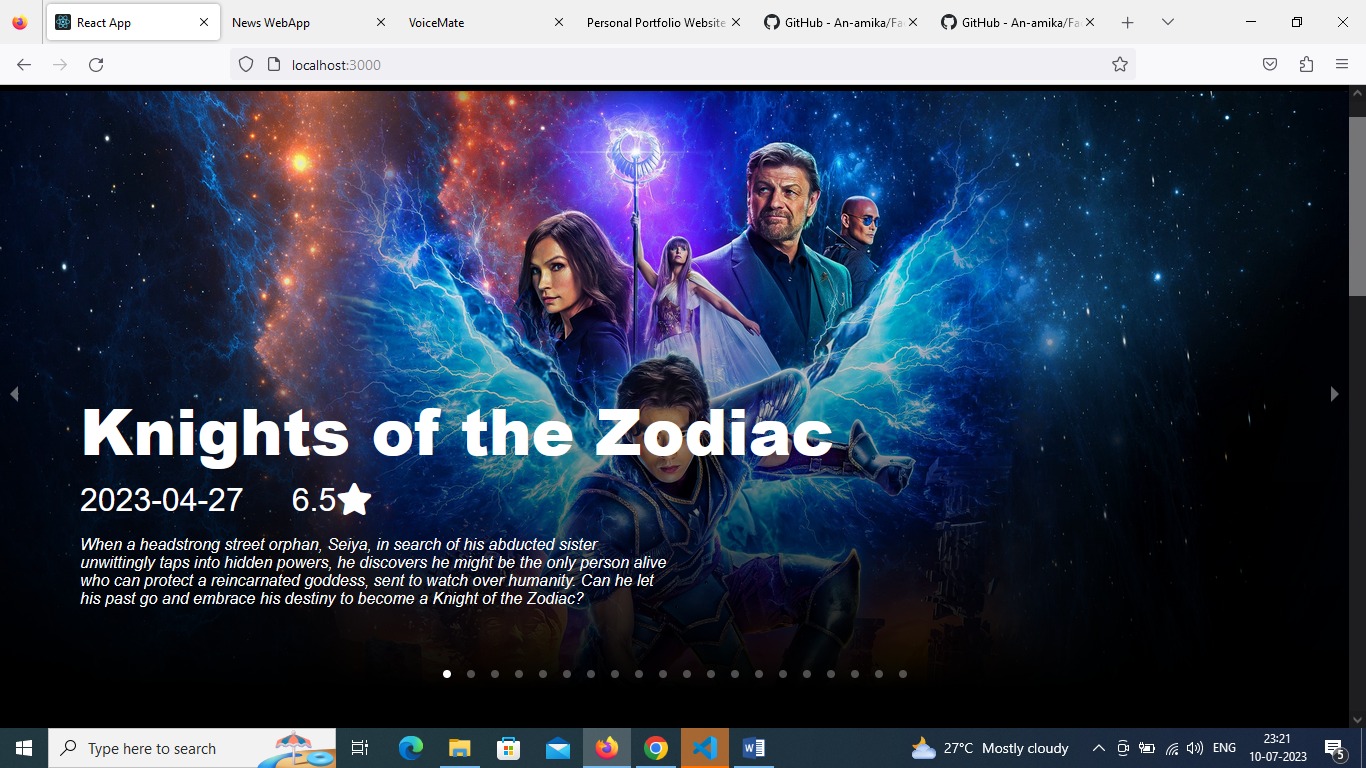 React App
News WebApp
VoiceMate
Personal Portfolio Website
GitHub - An-amika/Fa
GitHub - An-amika/Fa
localhost:3000
Knights of the Zodiac
2023-04-27 6.5
When a headstrong street orphan, Seiya, in search of his abducted sister
unwittingly taps into hidden powers, he discovers he might be the only person alive
who can protect a reincarnated goddess, sent to watch over humanity. Can he let
his past go and embrace his destiny to become a Knight of the Zodiac?
Type here to search
27°C Mostly cloudy
ENG
23:21
10-07-2023
5